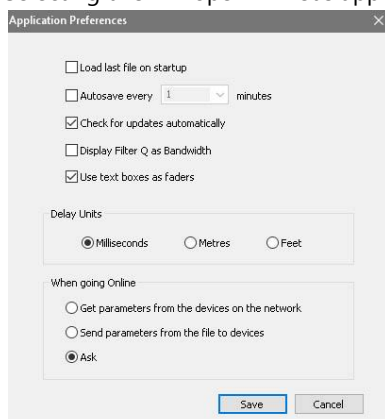 Application Preferences
Load last file on startup
Autosave every 1 minutes
Check for updates automatically
Display Filter Q as Bandwidth
Use text boxes as faders
Delay Units
Milliseconds Metres Feet
When going Online
Get parameters from the devices on the network
Send parameters from the file to devices
Ask
Save Cancel